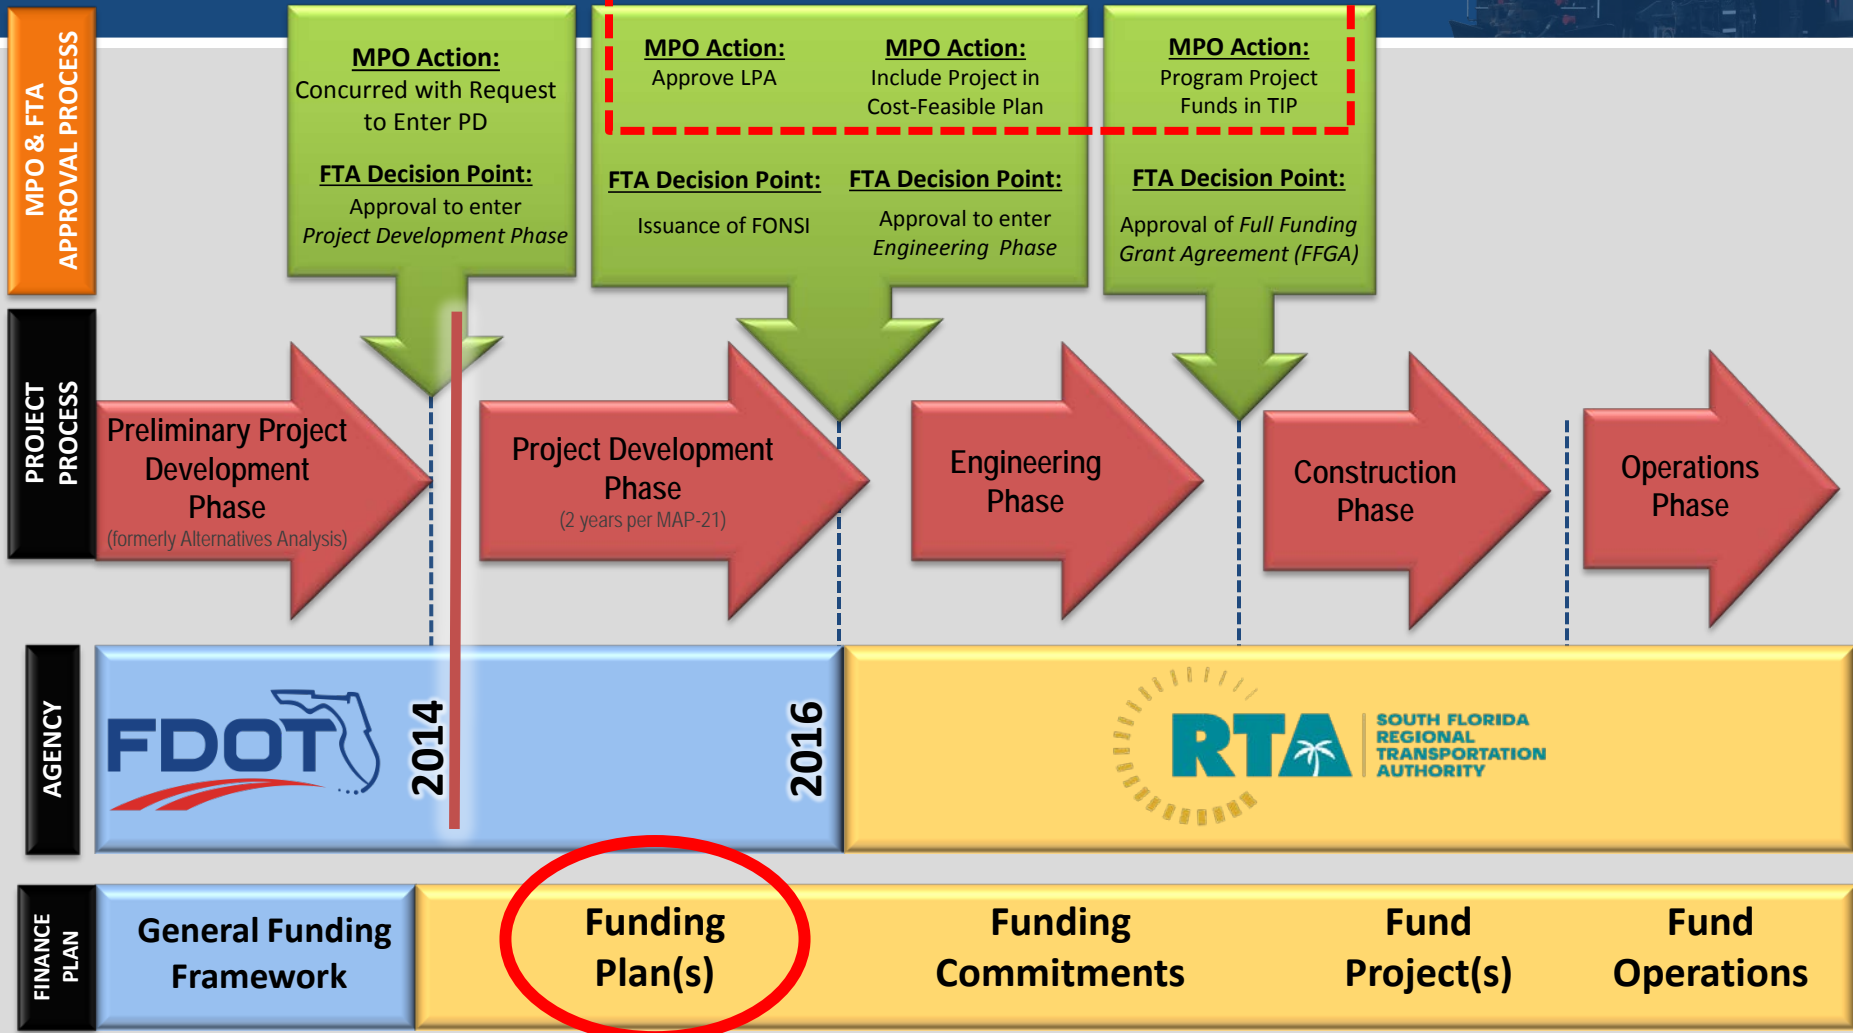 MPO & FTA
APPROVAL PROCESS
MPO Action:
Concurred with Request
to Enter PD
FTA Decision Point:
Approval to enter
Project Development Phase
MPO Action:
Approve LPA
MPO Action:
Include Project in
Cost-Feasible Plan
FTA Decision Point:
Issuance of FONSI
FTA Decision Point:
Approval to enter
Engineering Phase
MPO Action:
Program Project
Funds in TIP
FTA Decision Point:
Approval of Full Funding
Grant Agreement (FFGA)
PROJECT
PROCESS
Preliminary Project
Development
Phase
(formerly Alternatives Analysis)
Project Development
Phase
(2 years per MAP-21)
Engineering
Phase
Construction
Phase
Operations
Phase
AGENCY
FDOT
2014
2016
RTA
SOUTH FLORIDA
REGIONAL
TRANSPORTATION
AUTHORITY
FINANCE
PLAN
General Funding
Framework
Funding
Plan(s)
Funding
Commitments
Fund
Project(s)
Fund
Operations